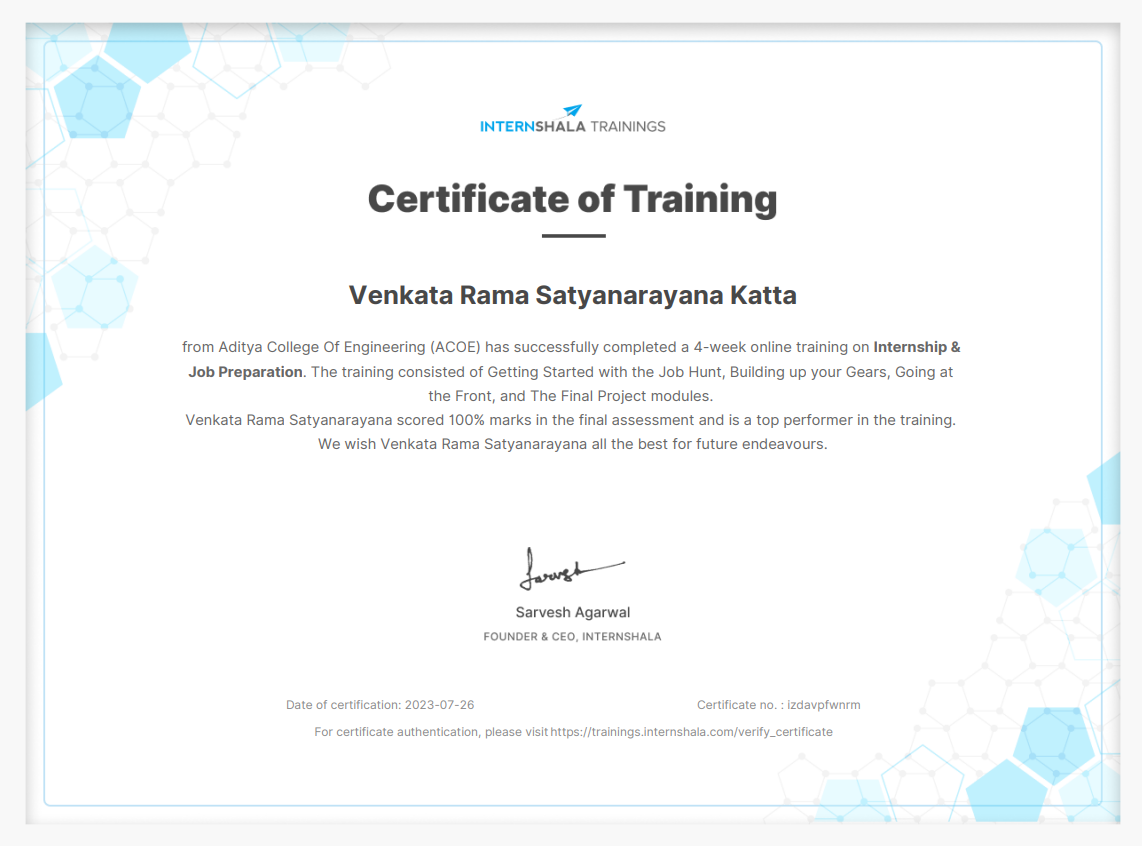 INTERNSHALA TRAININGS
Certificate of Training
Venkata Rama Satyanarayana Katta
from Aditya College Of Engineering (ACOE) has successfully completed a 4-week online training on Internship &
Job Preparation. The training consisted of Getting Started with the Job Hunt, Building up your Gears, Going at
the Front, and The Final Project modules.
Venkata Rama Satyanarayana scored 100% marks in the final assessment and is a top performer in the training.
We wish Venkata Rama Satyanarayana all the best for future endeavours.
Sarvesh
Sarvesh Agarwal
FOUNDER & CEO, INTERNSHALA
Date of certification: 2023-07-26
Certificate no. : izdavpfwnrm
For certificate authentication, please visit https://trainings.internshala.com/verify_certificate